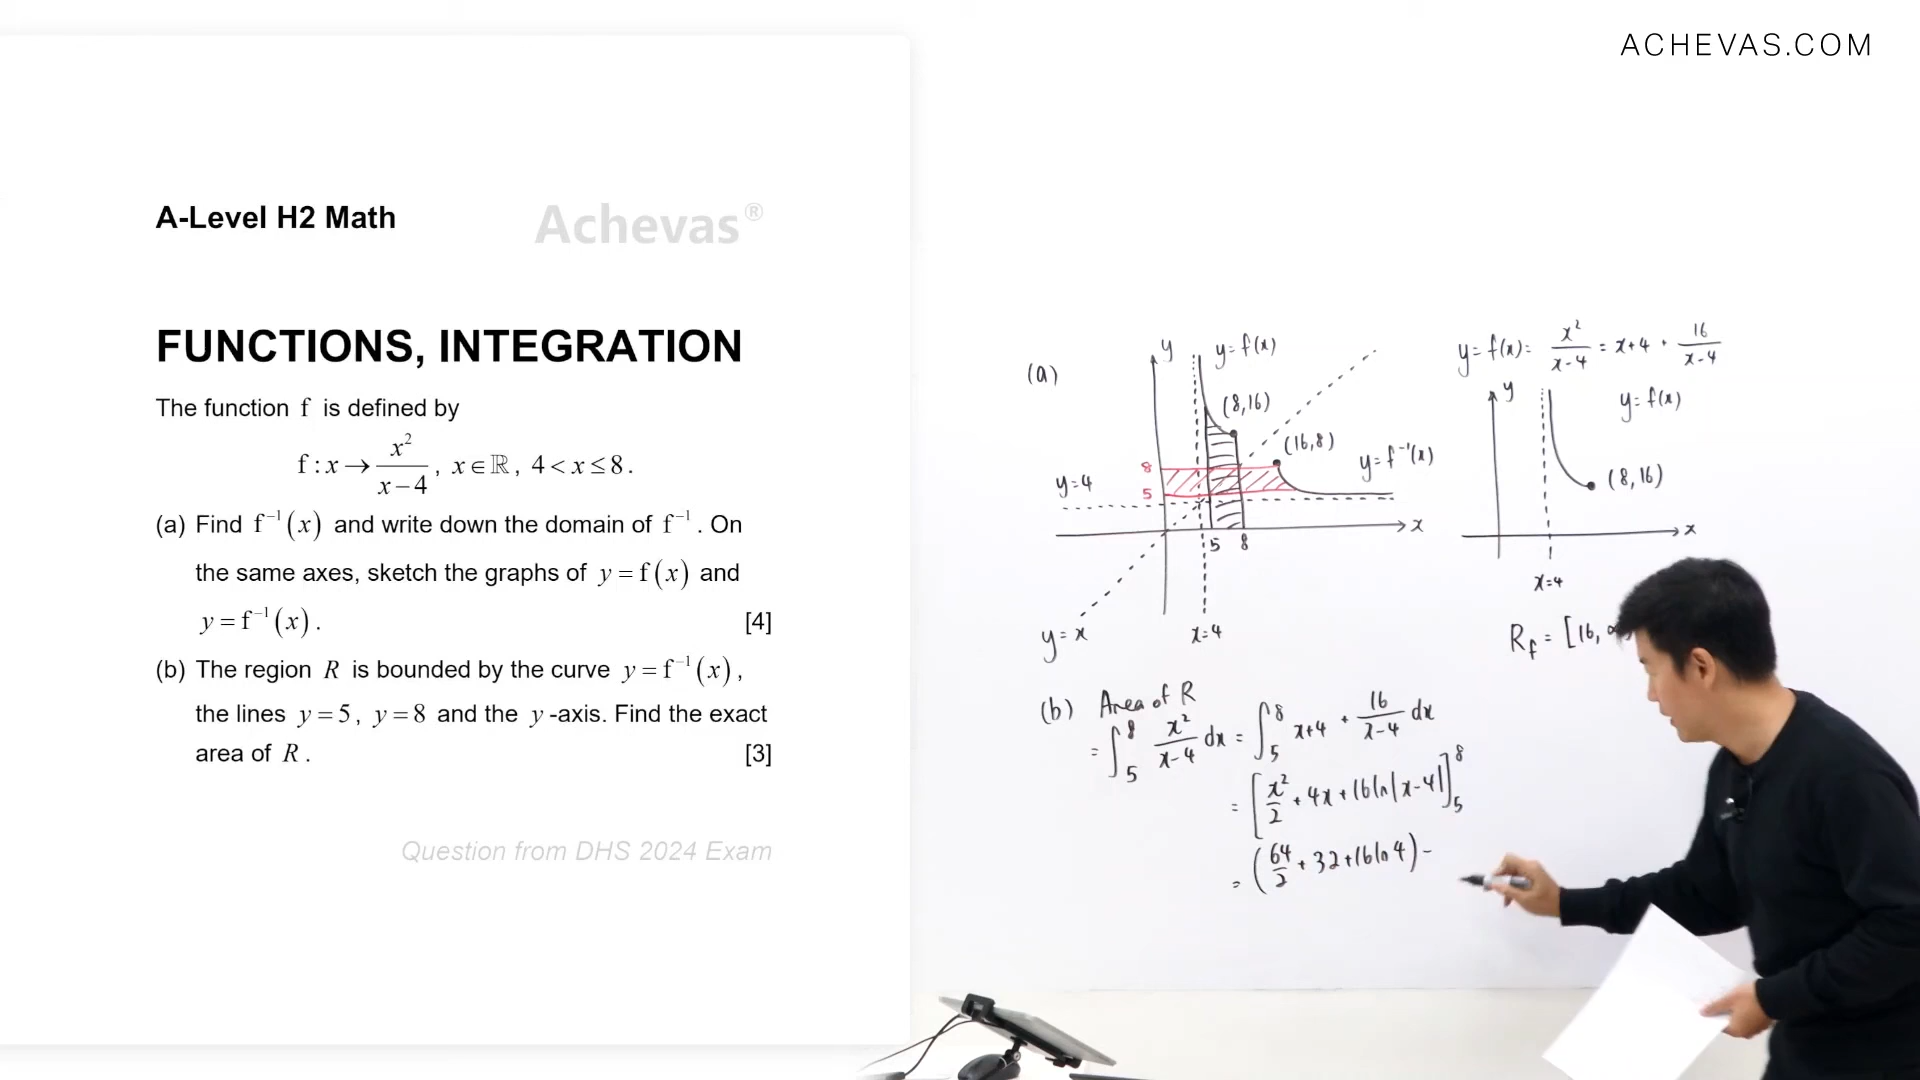 ACHEVAS.COM
A-Level H2 Math
Achevas®
FUNCTIONS, INTEGRATION
The function f is defined by
f : x → x²/(x−4), x ∈ ℝ, 4 < x ≤ 8.
(a) Find f⁻¹(x) and write down the domain of f⁻¹. On
the same axes, sketch the graphs of y = f(x) and
y = f⁻¹(x). [4]
(b) The region R is bounded by the curve y = f⁻¹(x),
the lines y = 5, y = 8 and the y-axis. Find the exact
area of R. [3]
Question from DHS 2024 Exam
(a)
y
y=f(x)
(8,16)
(16,8)
y=f⁻¹(x)
8
5
y=4
x
5 8
y=x
x=4
y=f(x)= x²/(x-4) = x+4 + 16/(x-4)
y
y=f(x)
(8,16)
x
x=4
R_f = [16,
(b) Area of R
= ∫₅⁸ x²/(x-4) dx = ∫₅⁸ x+4 + 16/(x-4) dx
= [x²/2 + 4x + 16ln|x-4|]₅⁸
= (64/2 + 32 + 16ln4) -